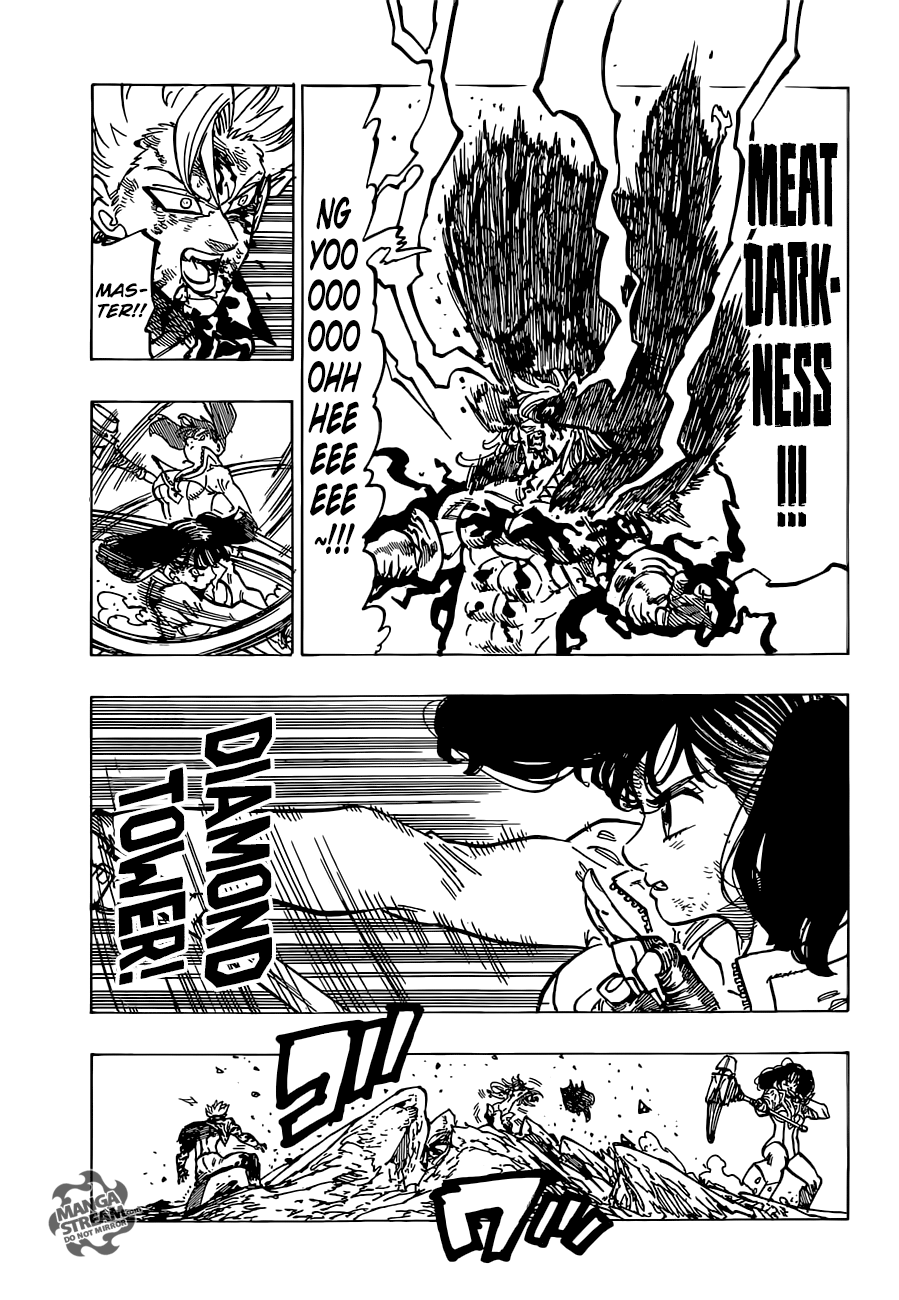 MEAT
DARK-
NESS
!!!
NG
YOO
OOO
OOO
OHH
HEE
EEE
EEE
~!!!
MAS-
TER!!
DIAMOND
TOWER!
MANGA
STREAM.com
DO NOT MIRROR